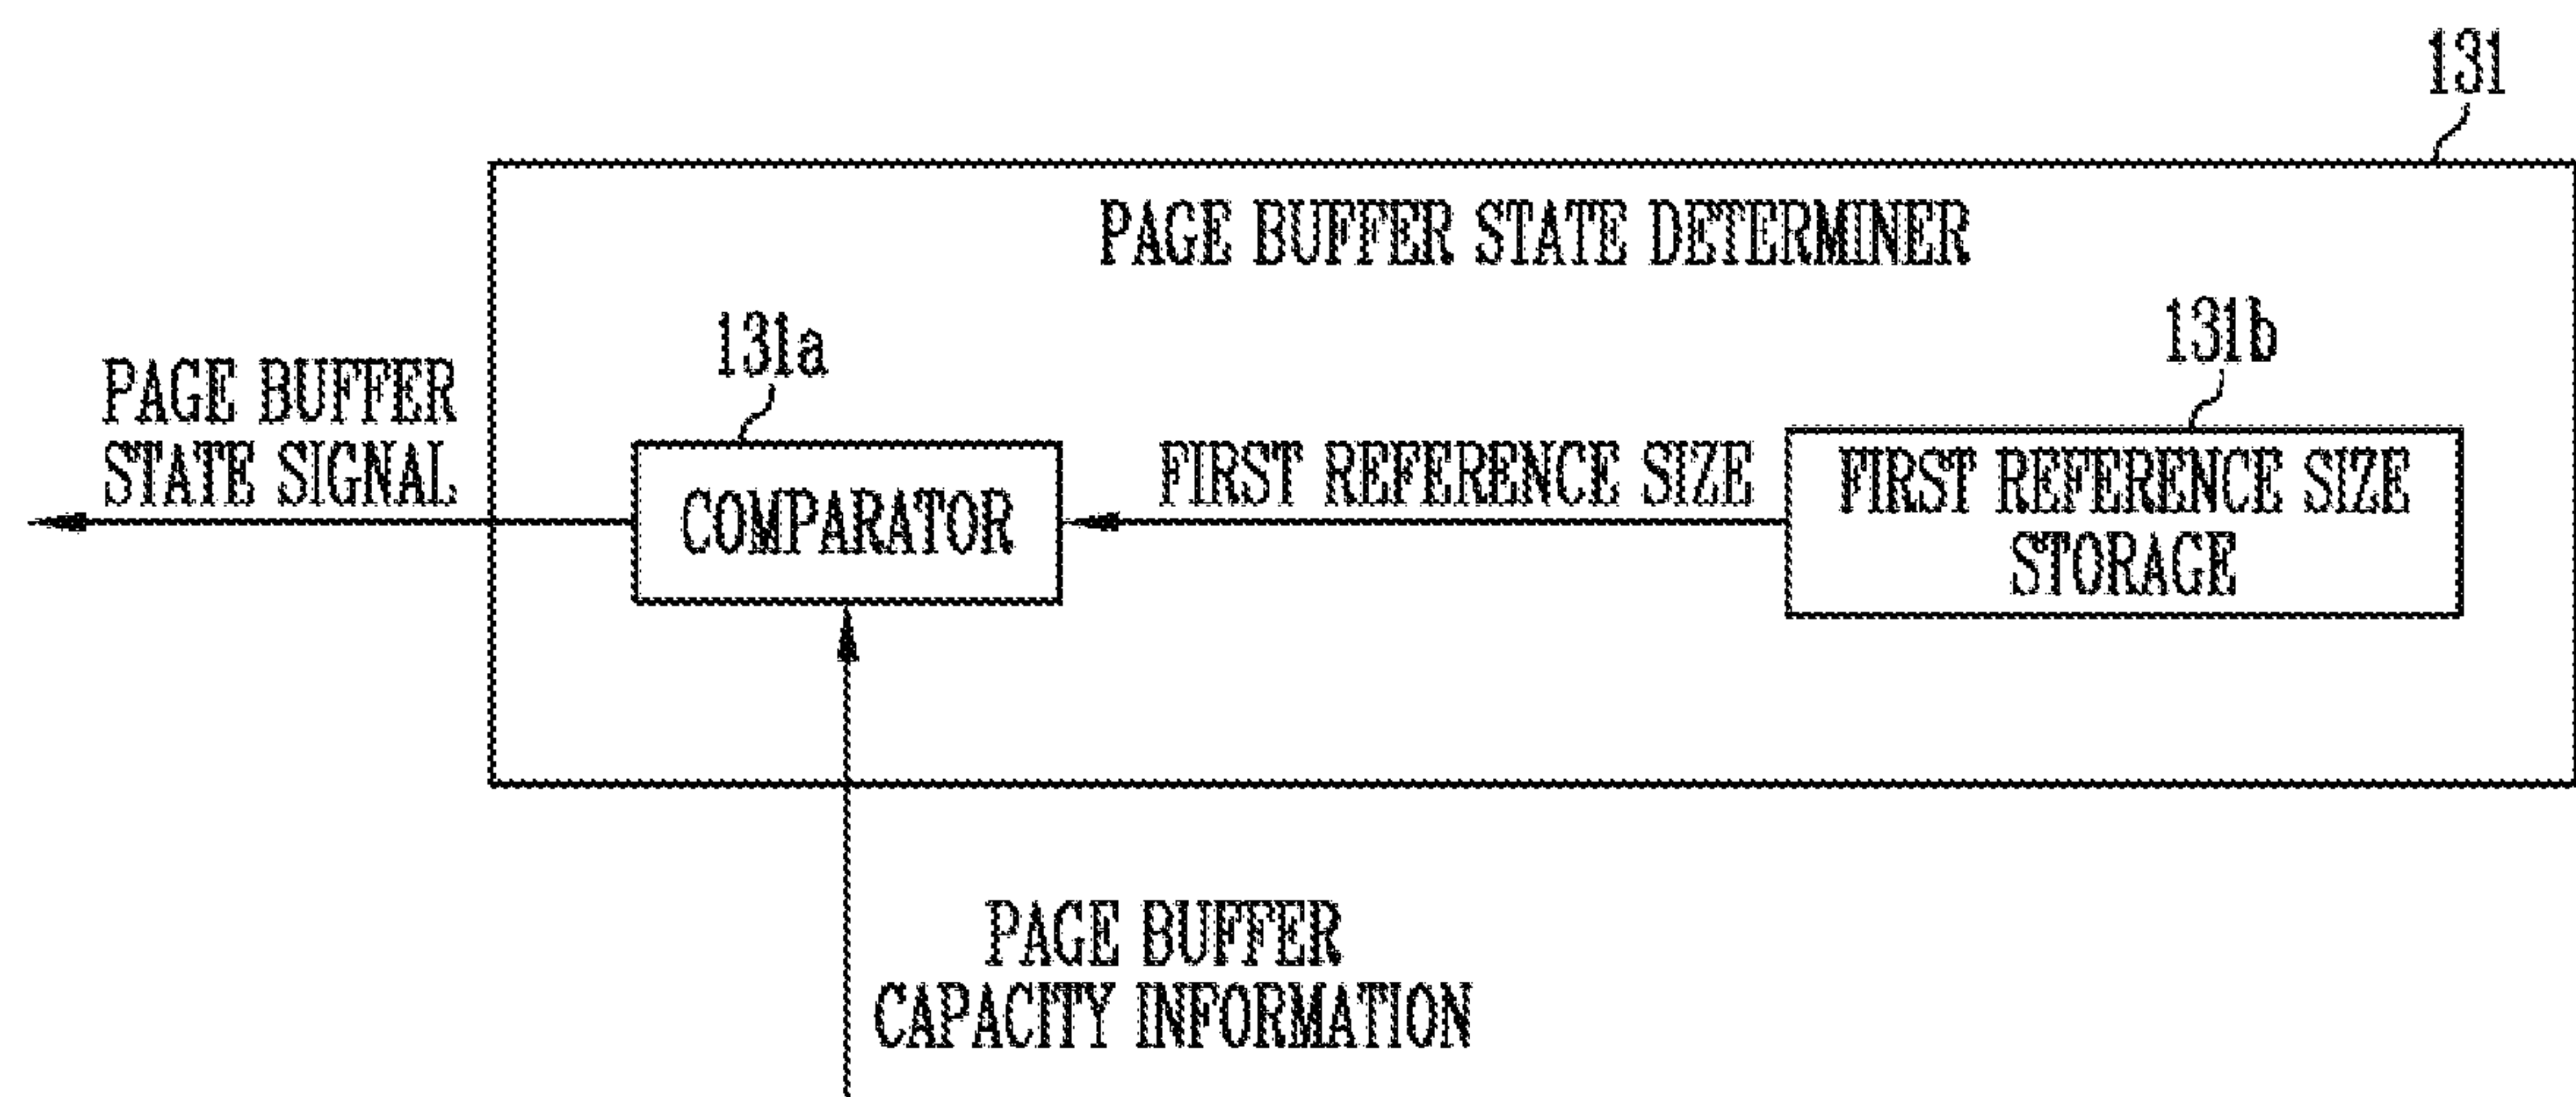 131
PAGE BUFFER STATE DETERMINER
131a
131b
PAGE BUFFER
STATE SIGNAL
COMPARATOR
FIRST REFERENCE SIZE
FIRST REFERENCE SIZE
STORAGE
PAGE BUFFER
CAPACITY INFORMATION